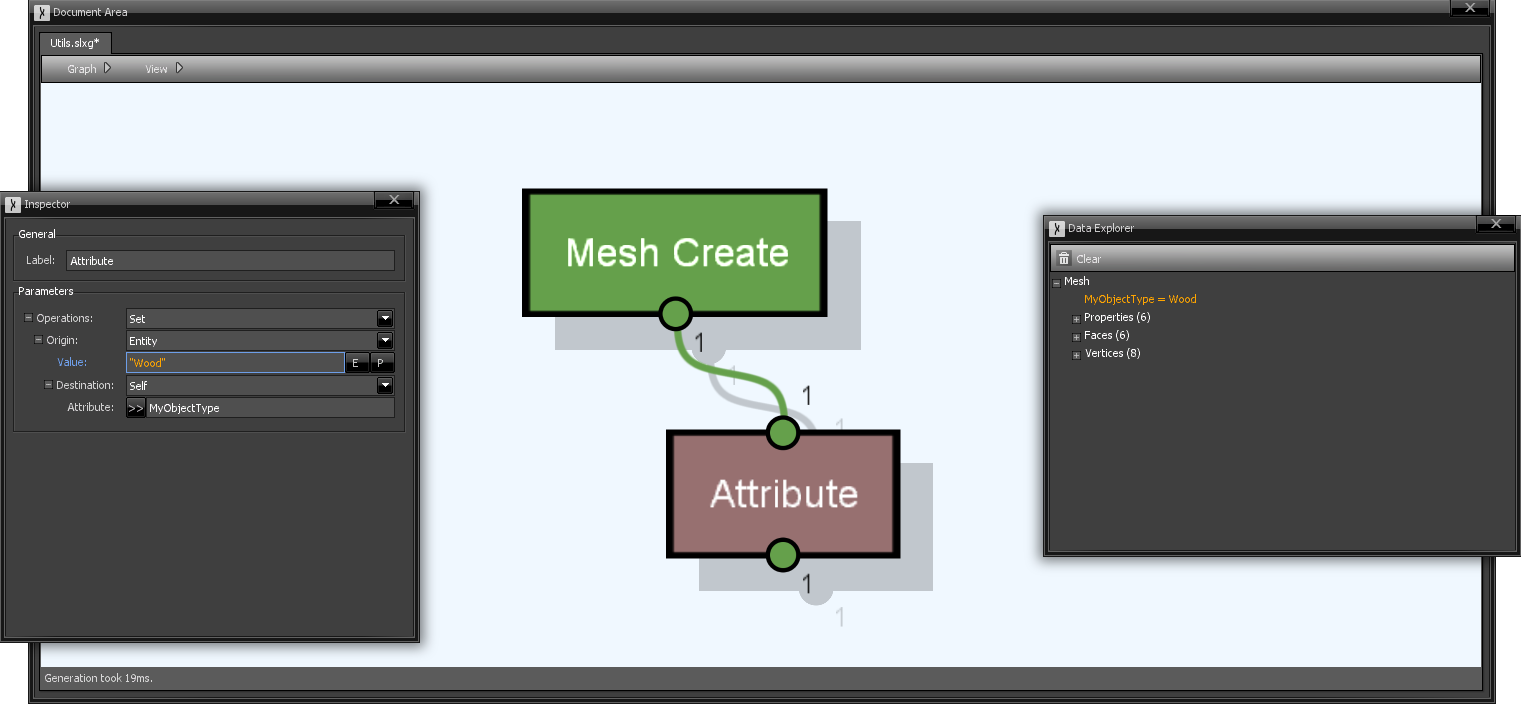 Document Area
Utils.slxg*
Graph View
Inspector
General
Label: Attribute
Parameters
Operations: Set
Origin: Entity
Value: "Wood" E P
Destination: Self
Attribute: >> MyObjectType
Mesh Create
1
1
1
1
Attribute
1
1
Data Explorer
Clear
Mesh
MyObjectType = Wood
Properties (6)
Faces (6)
Vertices (8)
Generation took 19ms.